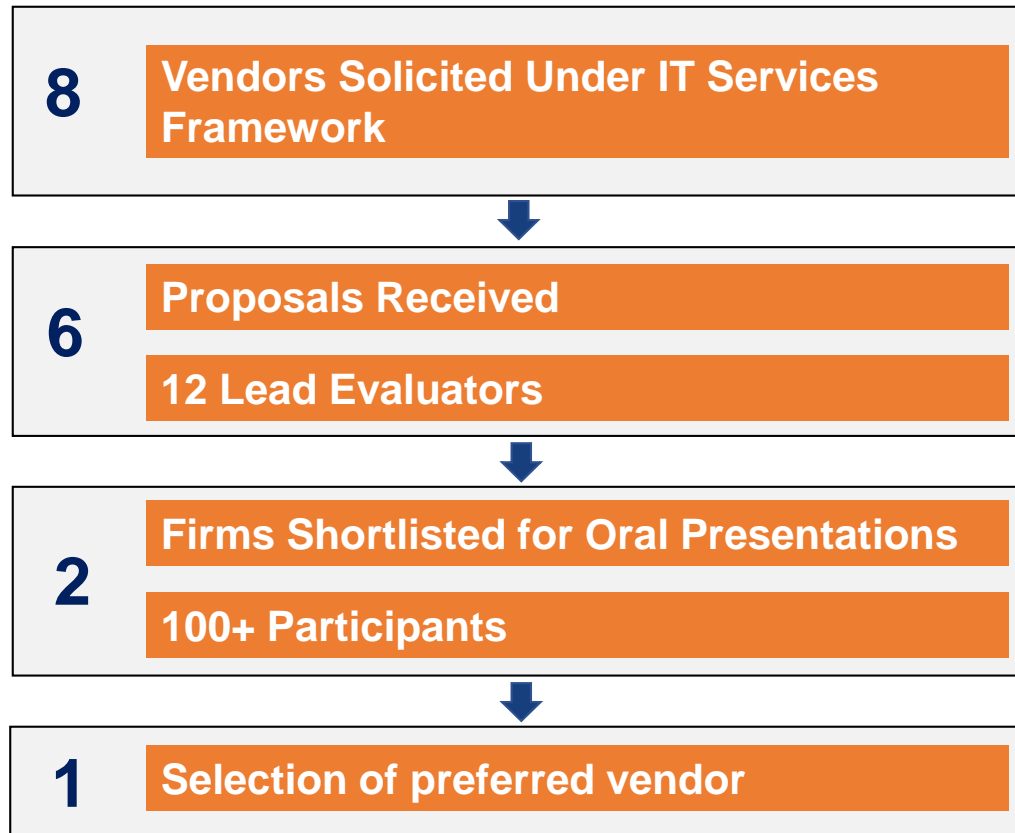 8
Vendors Solicited Under IT Services
Framework
6
Proposals Received
12 Lead Evaluators
2
Firms Shortlisted for Oral Presentations
100+ Participants
1
Selection of preferred vendor